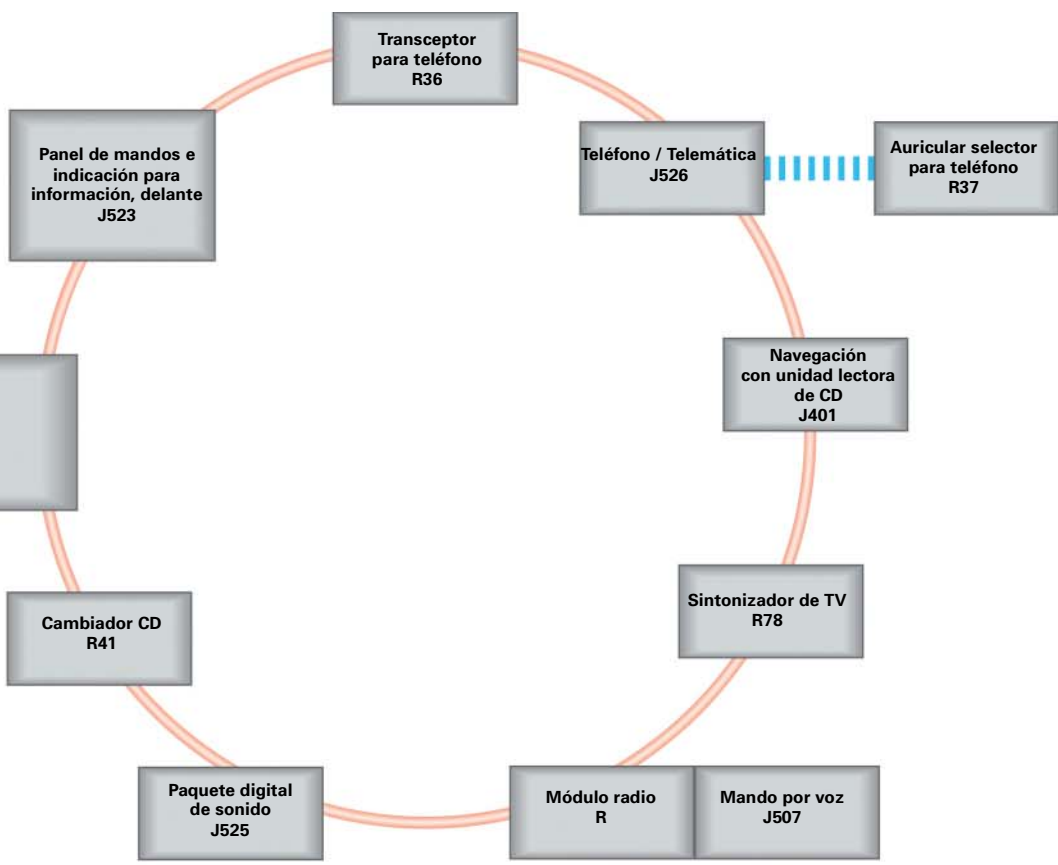 Transceptor
para teléfono
R36
Panel de mandos e
indicación para
información, delante
J523
Teléfono / Telemática
J526
Auricular selector
para teléfono
R37
Navegación
con unidad lectora
de CD
J401
Sintonizador de TV
R78
Cambiador CD
R41
Paquete digital
de sonido
J525
Módulo radio
R
Mando por voz
J507